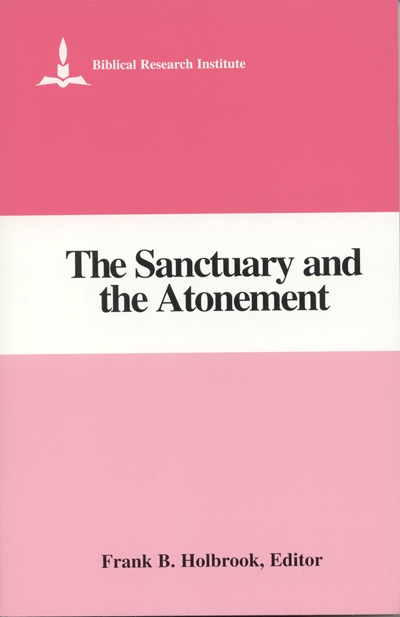 Biblical Research Institute
The Sanctuary and
the Atonement
Frank B. Holbrook, Editor